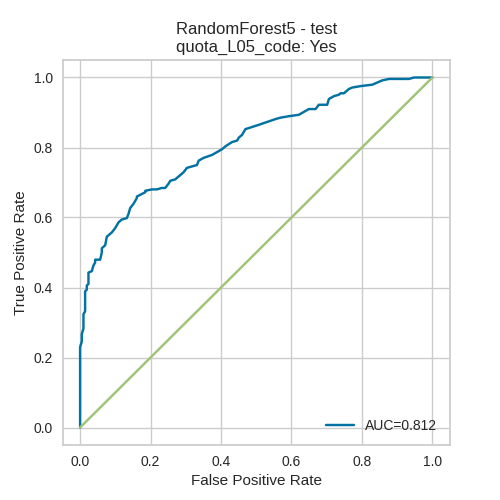 RandomForest5 - test
quota_L05_code: Yes
True Positive Rate
1.0
0.8
0.6
0.4
0.2
0.0
AUC=0.812
0.0 0.2 0.4 0.6 0.8 1.0
False Positive Rate